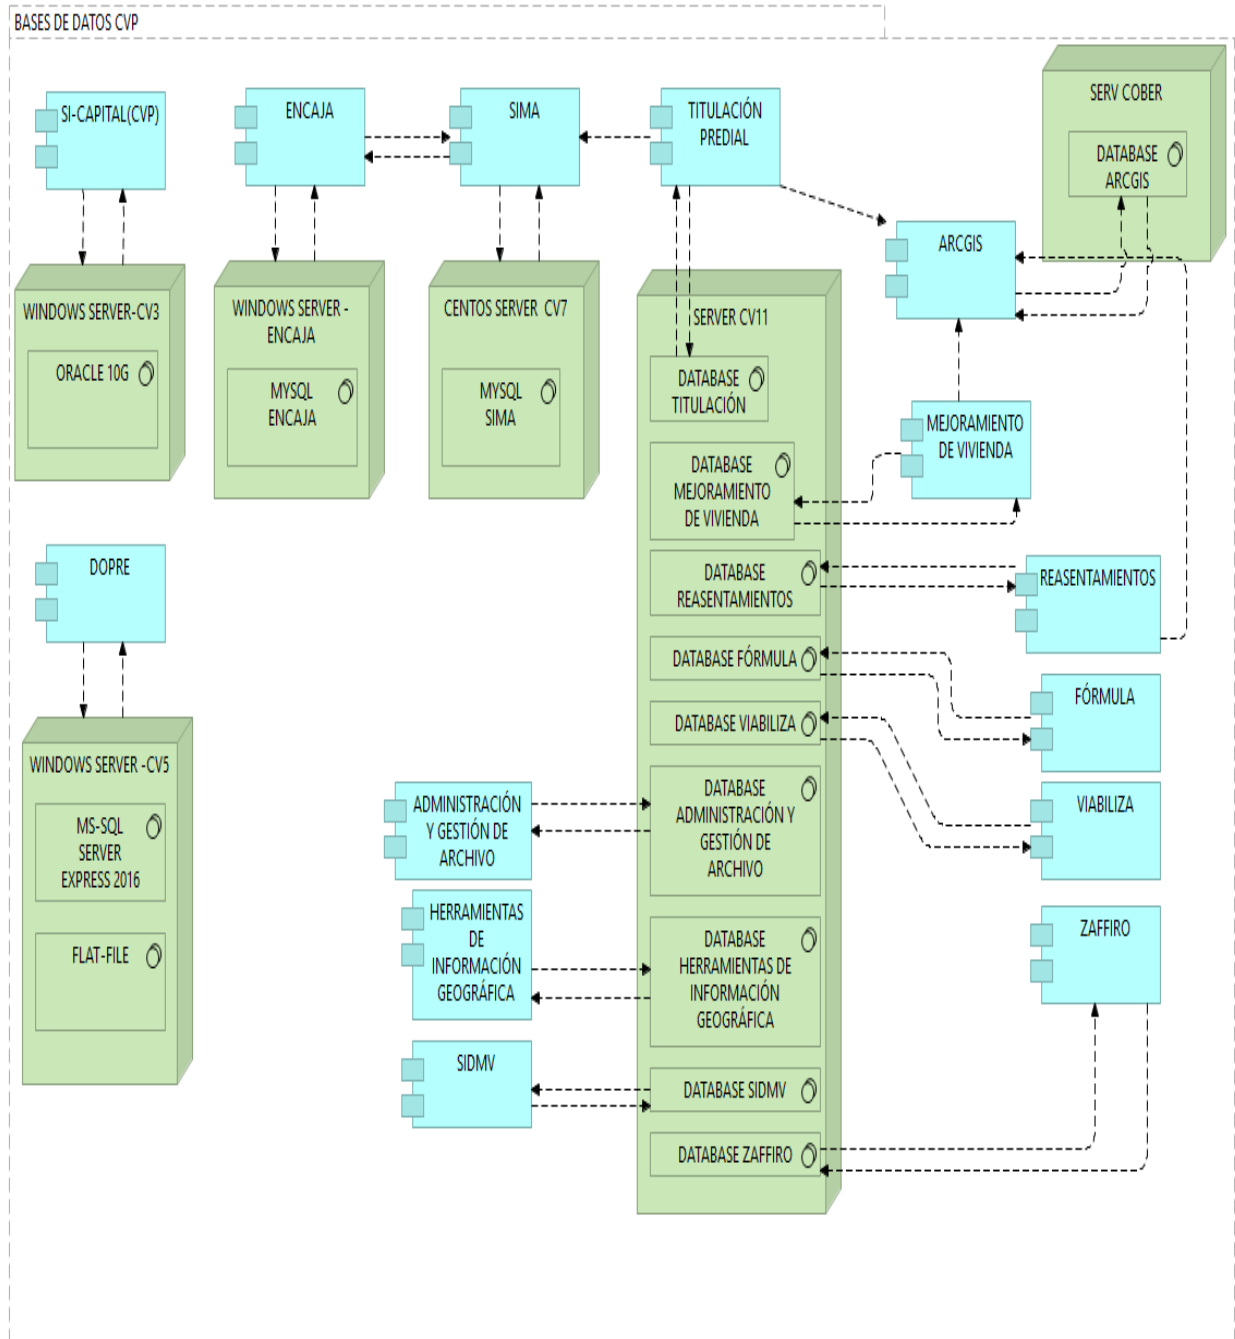 BASES DE DATOS CVP
SI-CAPITAL(CVP)
ENCAJA
SIMA
TITULACIÓN
PREDIAL
SERV COBER
DATABASE
ARCGIS
ARCGIS
WINDOWS SERVER-CV3
ORACLE 10G
WINDOWS SERVER -
ENCAJA
MYSQL
ENCAJA
CENTOS SERVER CV7
MYSQL
SIMA
SERVER CV11
DATABASE
TITULACIÓN
DATABASE
MEJORAMIENTO
DE VIVIENDA
DATABASE
REASENTAMIENTOS
DATABASE FÓRMULA
DATABASE VIABILIZA
DATABASE
ADMINISTRACIÓN Y
GESTIÓN DE
ARCHIVO
DATABASE
HERRAMIENTAS DE
INFORMACIÓN
GEOGRÁFICA
DATABASE SIDMV
DATABASE ZAFFIRO
MEJORAMIENTO
DE VIVIENDA
REASENTAMIENTOS
FÓRMULA
VIABILIZA
ZAFFIRO
DOPRE
WINDOWS SERVER -CV5
MS-SQL
SERVER
EXPRESS 2016
FLAT-FILE
ADMINISTRACIÓN
Y GESTIÓN DE
ARCHIVO
HERRAMIENTAS
DE
INFORMACIÓN
GEOGRÁFICA
SIDMV